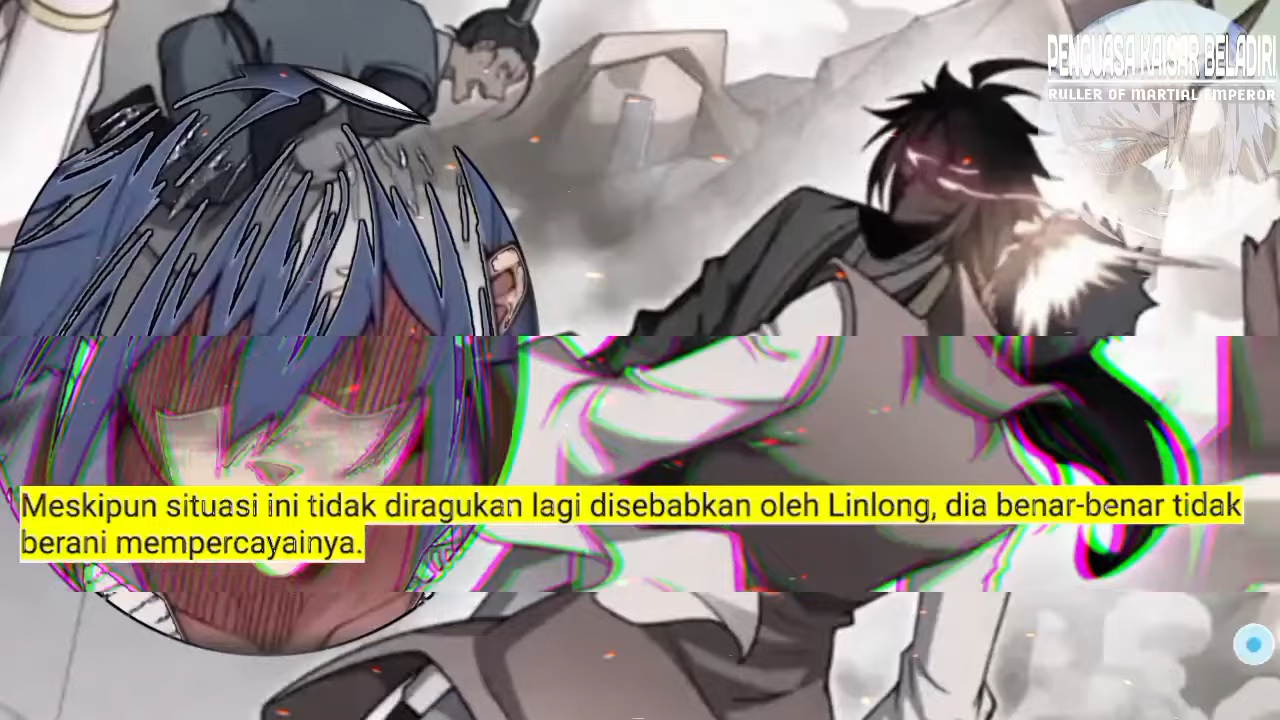 PENGUASA KAISAR BELADIRI
RULLER OF MARTIAL EMPEROR
Meskipun situasi ini tidak diragukan lagi disebabkan oleh Linlong, dia benar-benar tidak
berani mempercayainya.